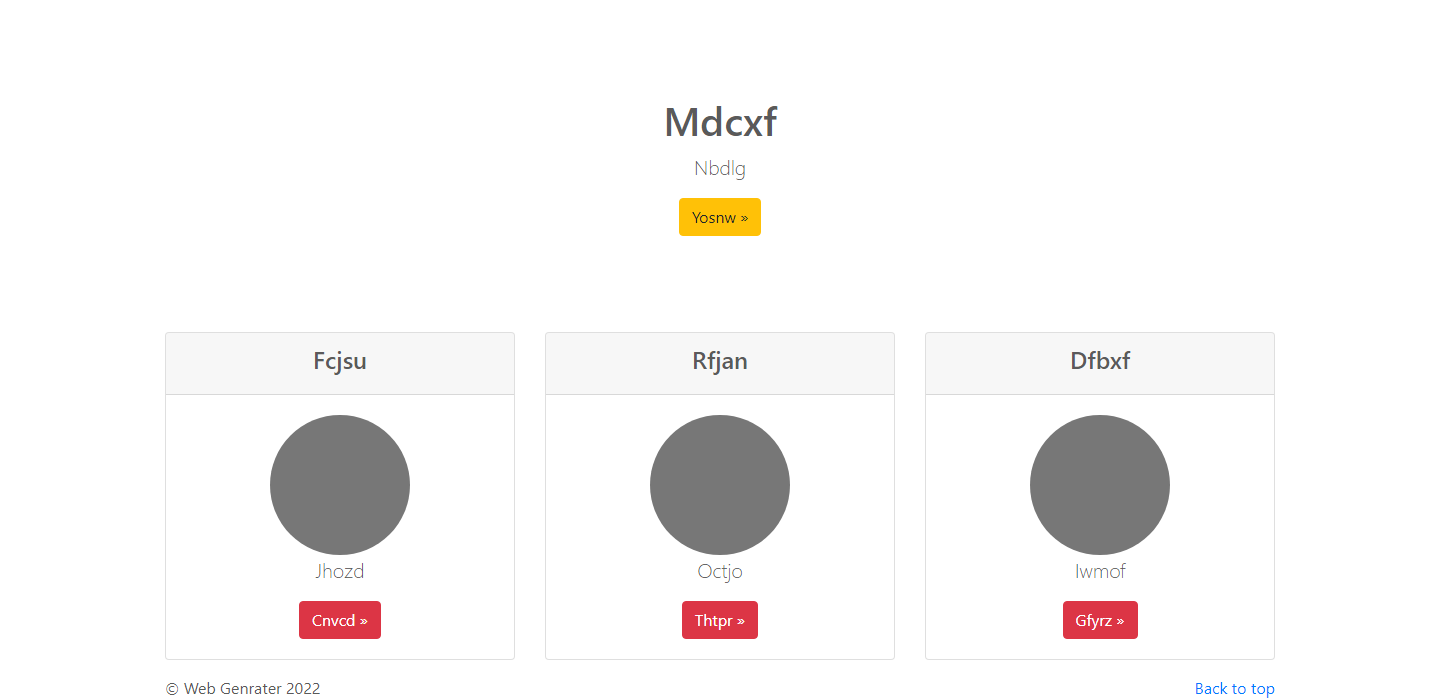 Mdcxf
Nbdlg
Yosnw »
Fcjsu
Rfjan
Dfbxf
Jhozd
Octjo
Iwmof
Cnvcd »
Thtpr »
Gfyrz »
© Web Genrater 2022
Back to top